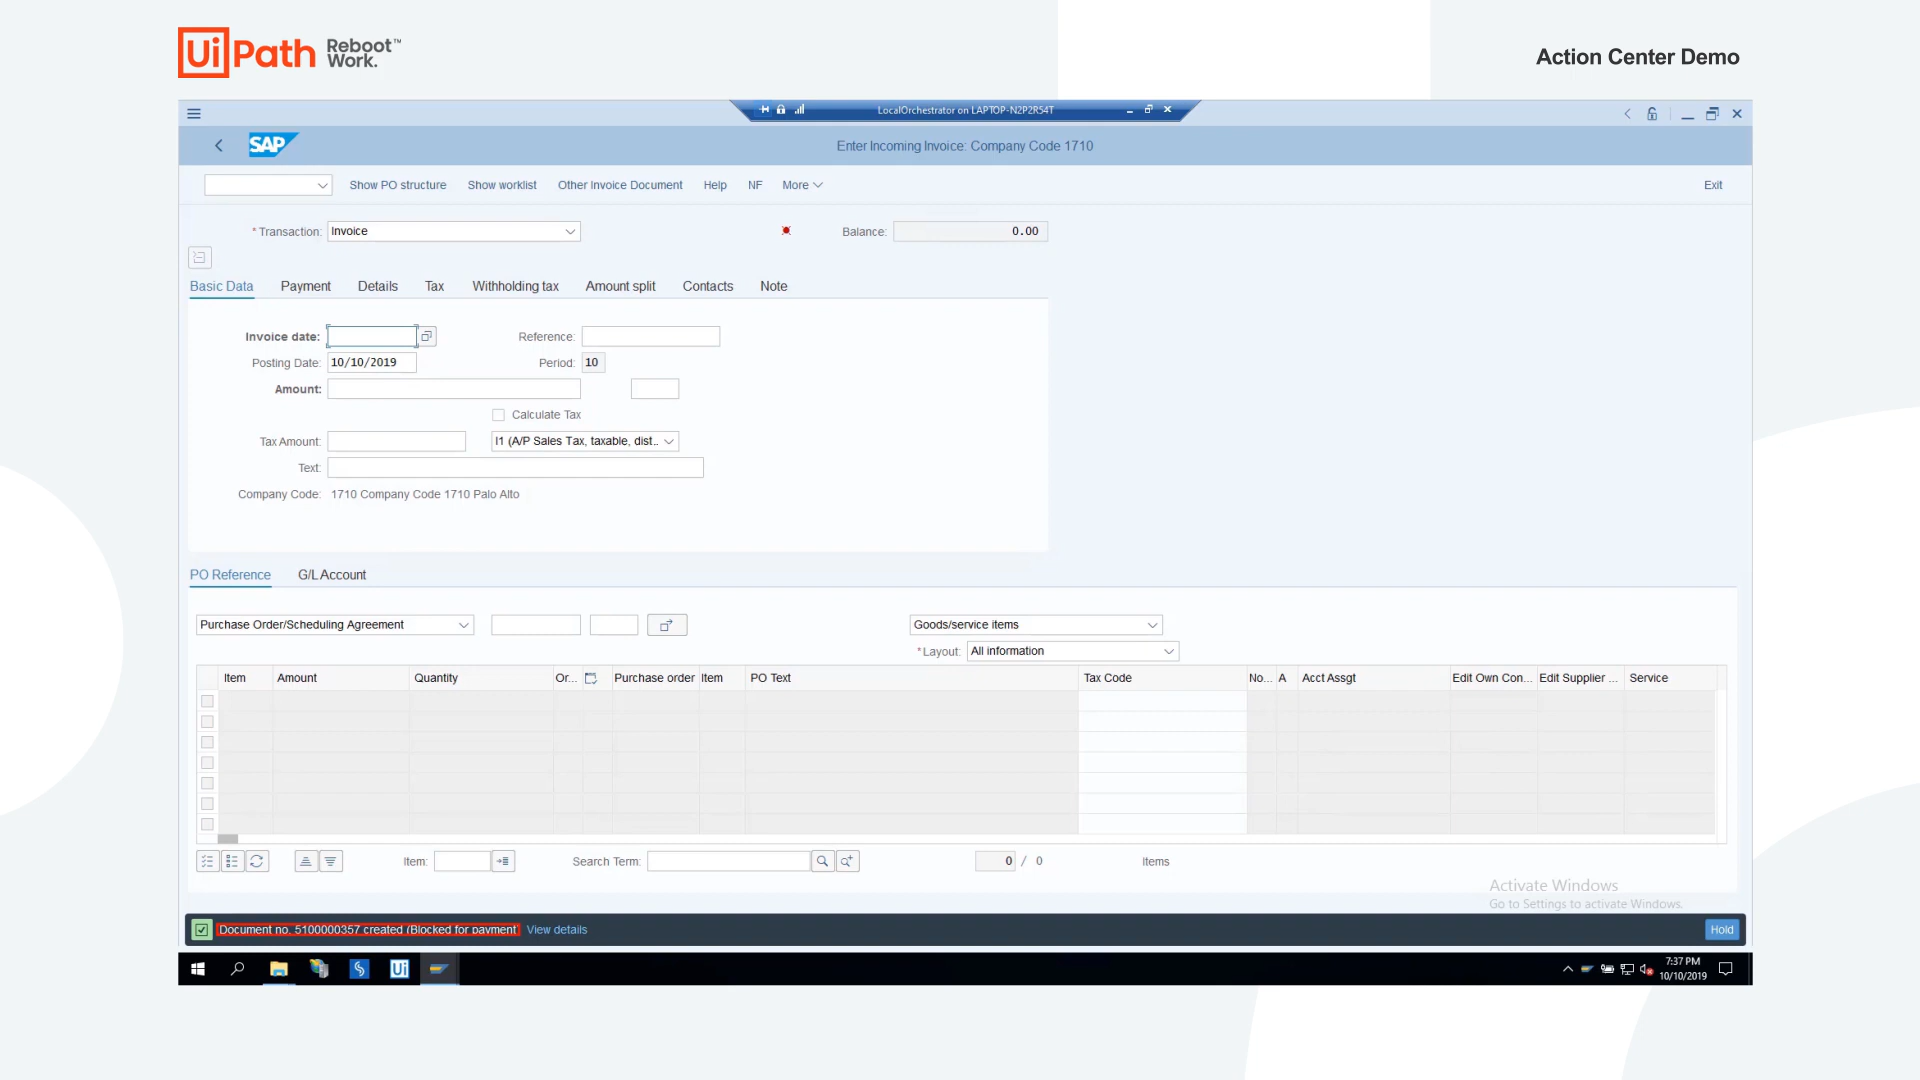 UiPath Reboot Work.™
Action Center Demo
LocalOrchestrator on LAPTOP-N2P2R54T
SAP
Enter Incoming Invoice: Company Code 1710
Show PO structure Show worklist Other Invoice Document Help NF More Exit
* Transaction: Invoice Balance: 0.00
Basic Data Payment Details Tax Withholding tax Amount split Contacts Note
Invoice date: Reference:
Posting Date: 10/10/2019 Period: 10
Amount:
Calculate Tax
Tax Amount: I1 (A/P Sales Tax, taxable, dist..
Text:
Company Code: 1710 Company Code 1710 Palo Alto
PO Reference G/L Account
Purchase Order/Scheduling Agreement Goods/service items
* Layout: All information
Item Amount Quantity Or... Purchase order Item PO Text Tax Code No... A Acct Assgt Edit Own Con... Edit Supplier ... Service
Item: Search Term: 0 / 0 Items
Activate Windows
Go to Settings to activate Windows.
Document no. 5100000357 created (Blocked for payment) View details Hold
Ui 7:37 PM
10/10/2019